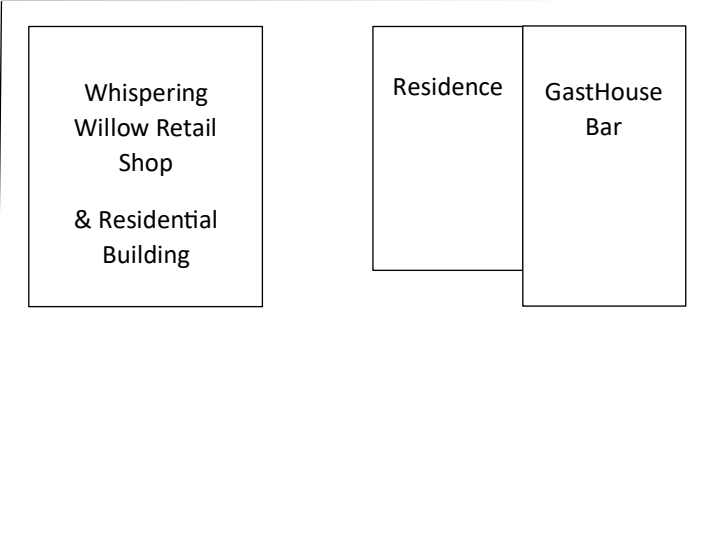 Whispering
Willow Retail
Shop
& Residential
Building
Residence
GastHouse
Bar